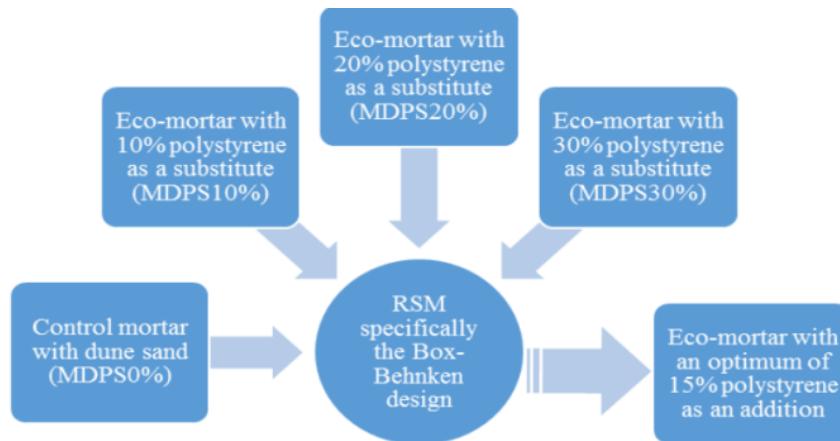 Eco-mortar with
20% polystyrene
as a substitute
(MDPS20%)
Eco-mortar with
10% polystyrene
as a substitute
(MDPS10%)
Eco-mortar with
30% polystyrene
as a substitute
(MDPS30%)
Control mortar
with dune sand
(MDPS0%)
RSM
specifically
the Box-
Behnken
design
Eco-mortar with
an optimum of
15% polystyrene
as an addition